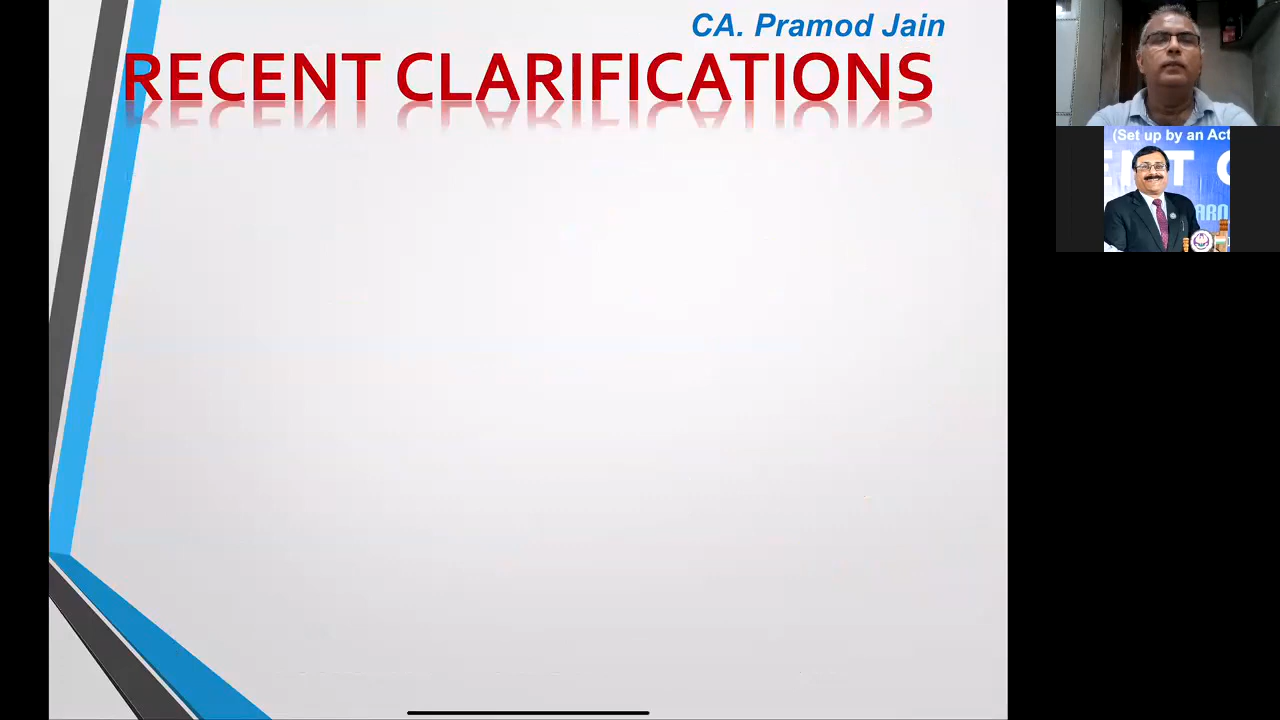 CA. Pramod Jain
RECENT CLARIFICATIONS
(Set up by an Act